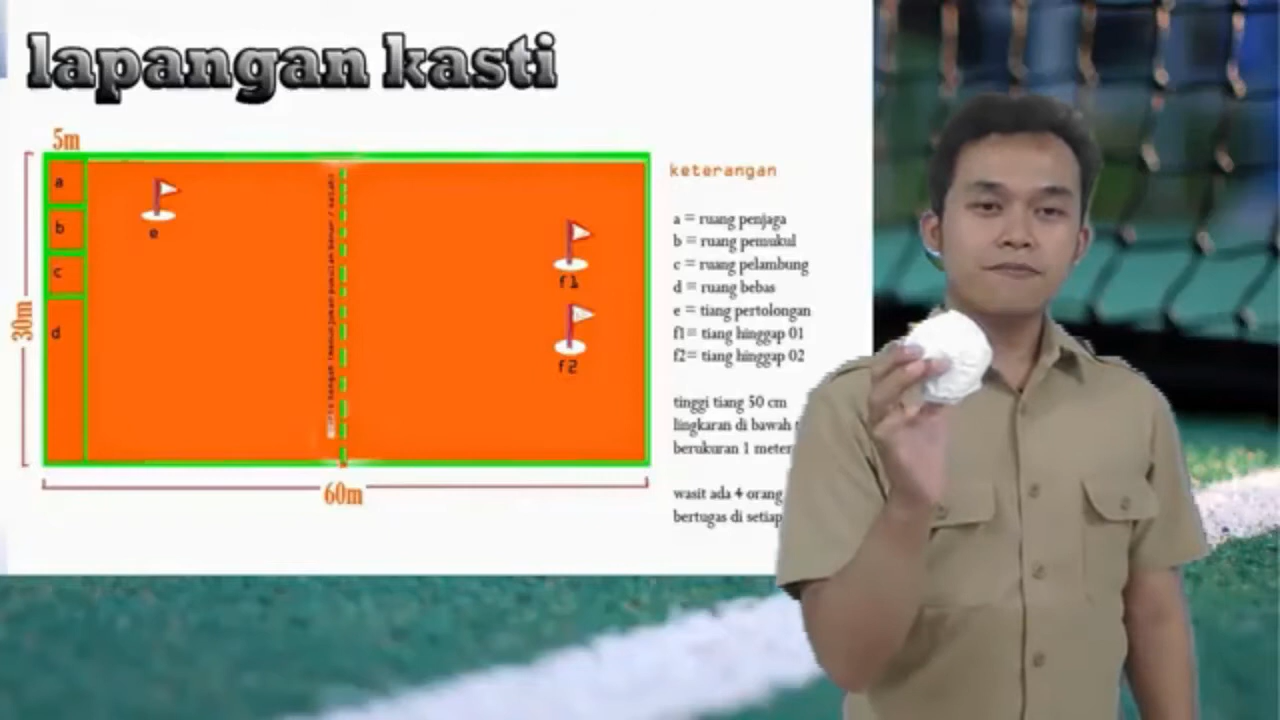 lapangan kasti
5m
a
b
c
d
e
f1
f2
30m
60m
keterangan
a = ruang penjaga
b = ruang pemukul
c = ruang pelambung
d = ruang bebas
e = tiang pertolongan
f1= tiang hinggap 01
f2= tiang hinggap 02
tinggi tiang 50 cm
lingkaran di bawah
berukuran 1 meter
wasit ada 4 orang
bertugas di setiap